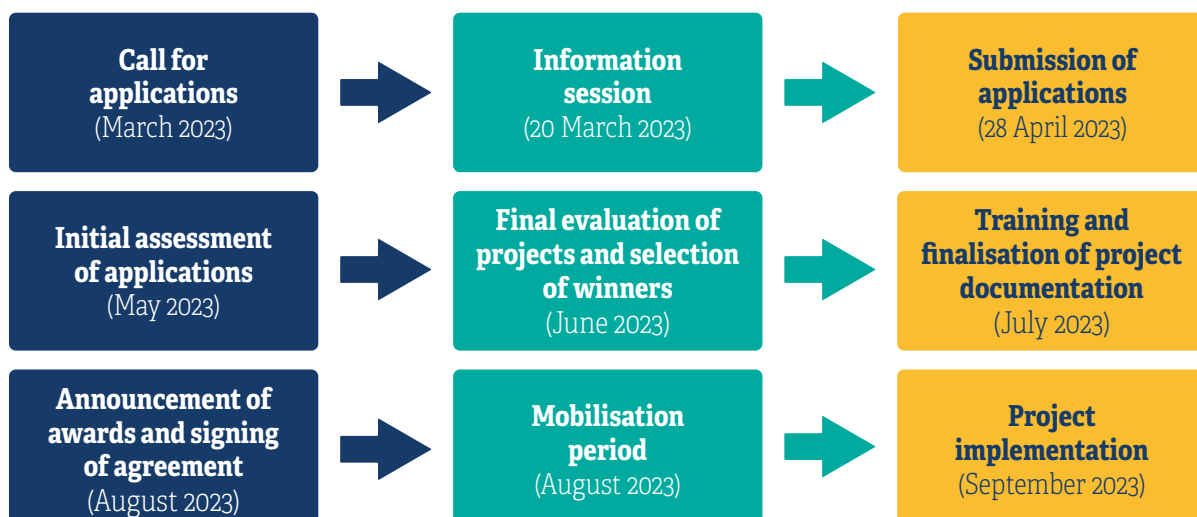 Call for
applications
(March 2023)
Information
session
(20 March 2023)
Submission of
applications
(28 April 2023)
Initial assessment
of applications
(May 2023)
Final evaluation of
projects and selection
of winners
(June 2023)
Training and
finalisation of project
documentation
(July 2023)
Announcement of
awards and signing
of agreement
(August 2023)
Mobilisation
period
(August 2023)
Project
implementation
(September 2023)